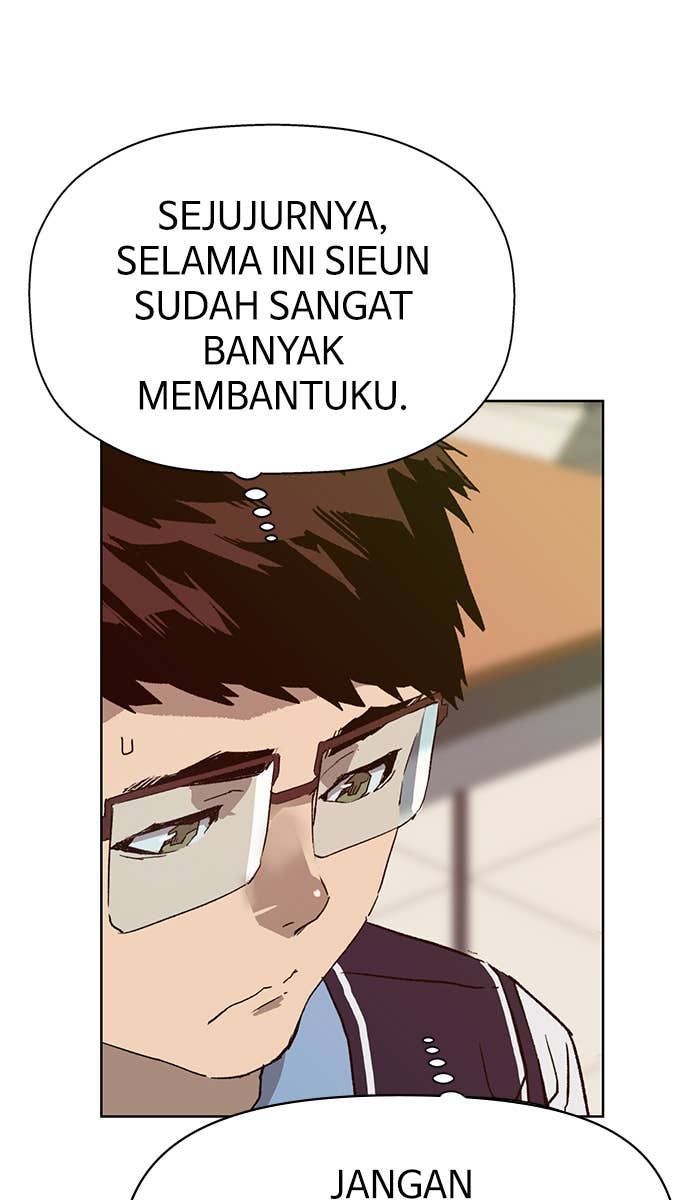 SEJUJURNYA,
SELAMA INI SIEUN
SUDAH SANGAT
BANYAK
MEMBANTUKU.
JANGAN